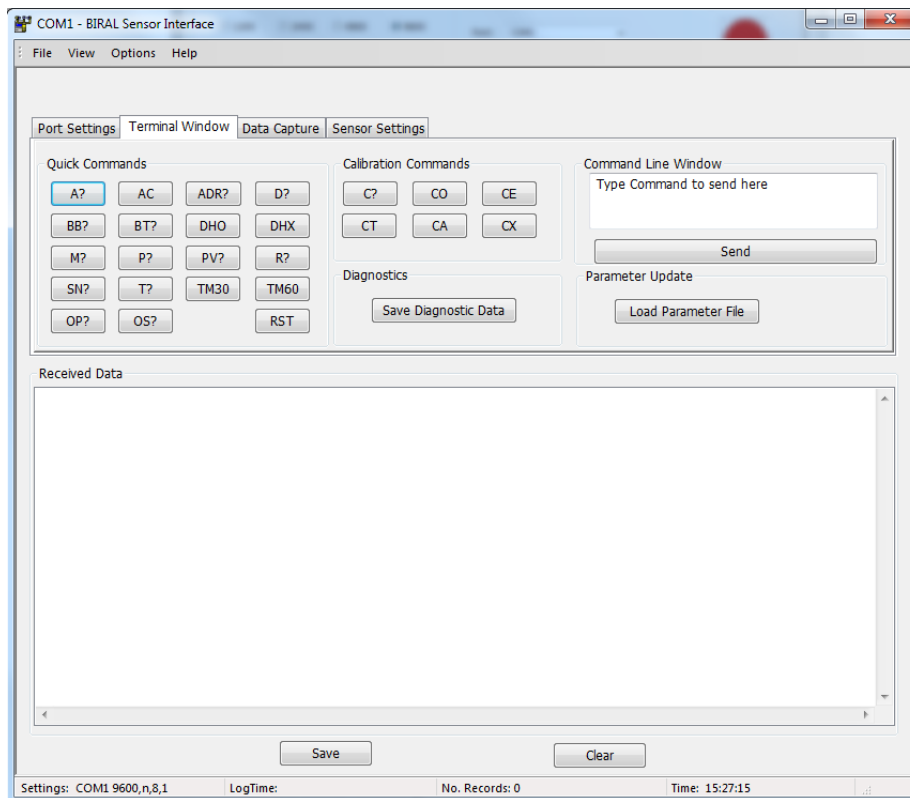 COM1 - BIRAL Sensor Interface
File View Options Help
Port Settings Terminal Window Data Capture Sensor Settings
Quick Commands
A? AC ADR? D?
BB? BT? DHO DHX
M? P? PV? R?
SN? T? TM30 TM60
OP? OS? RST
Calibration Commands
C? CO CE
CT CA CX
Diagnostics
Save Diagnostic Data
Command Line Window
Type Command to send here
Send
Parameter Update
Load Parameter File
Received Data
Save Clear
Settings: COM1 9600,n,8,1 LogTime: No. Records: 0 Time: 15:27:15